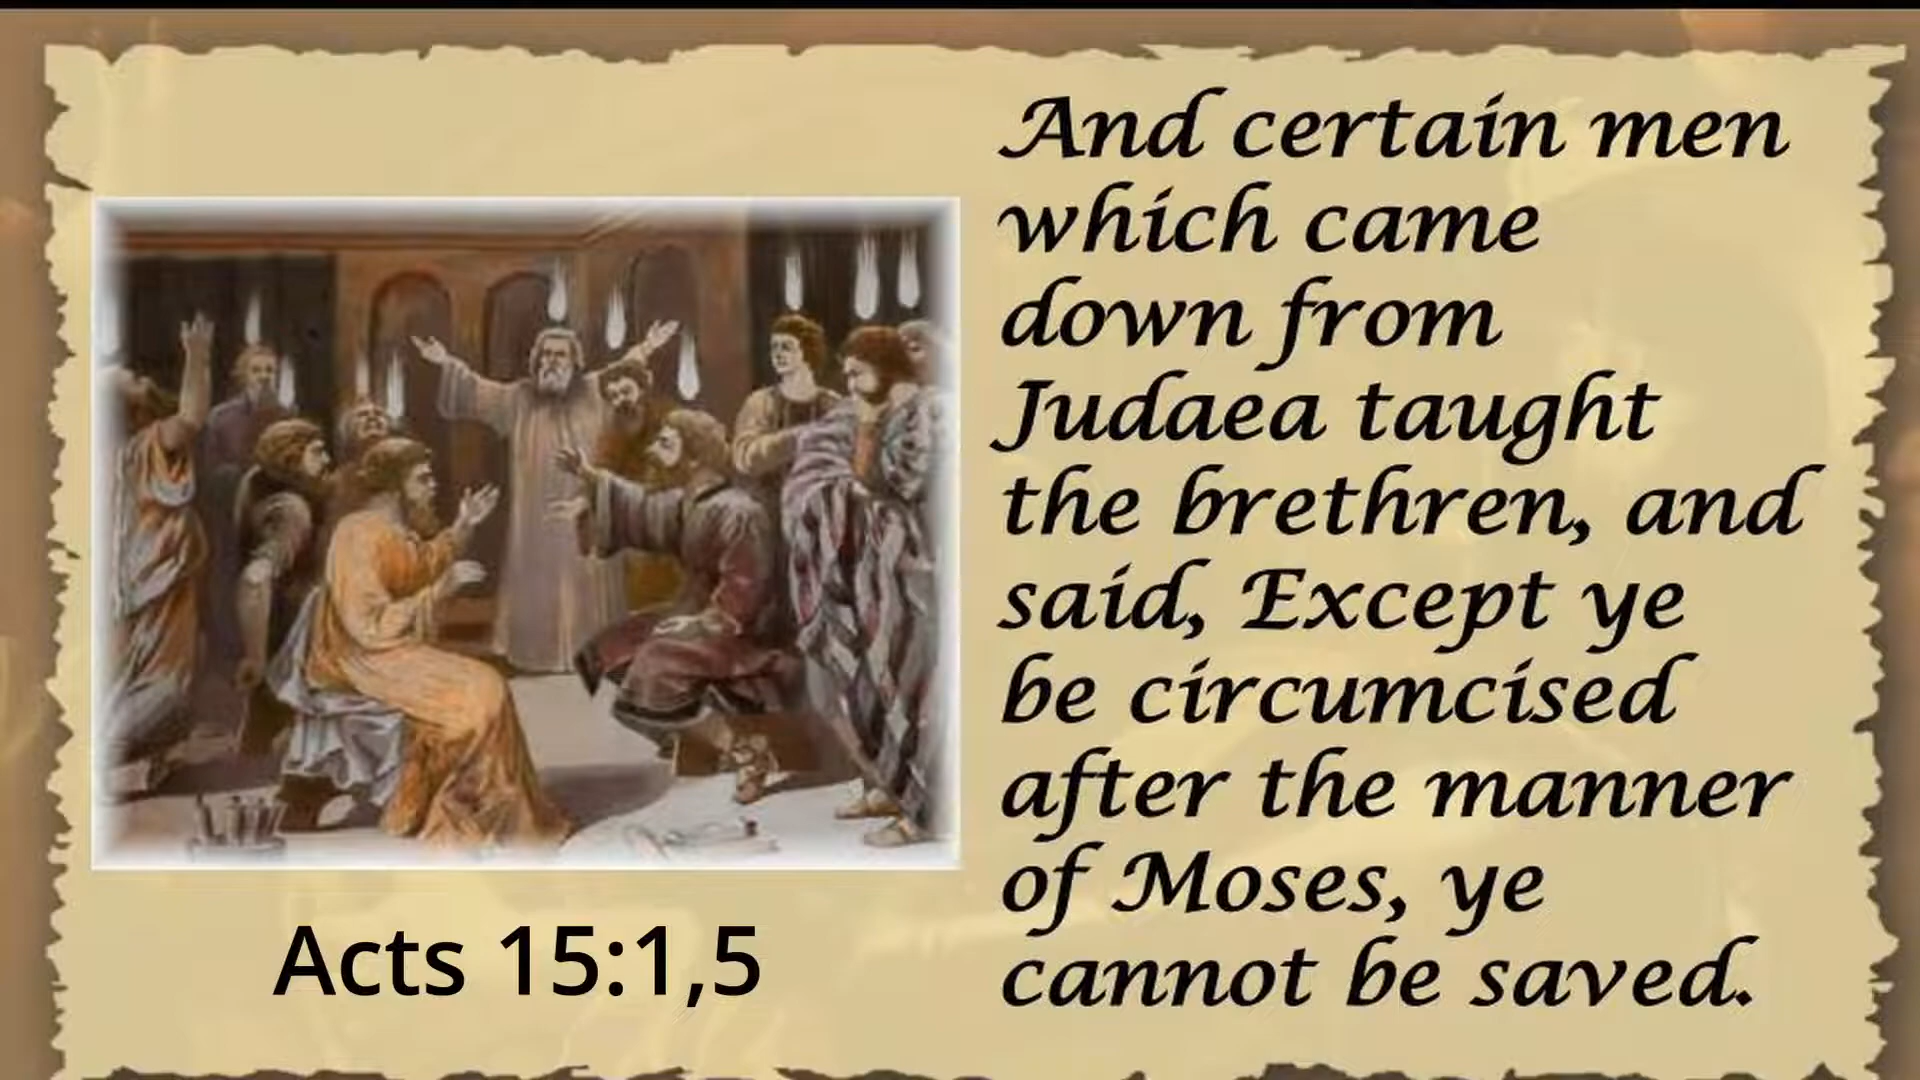 And certain men
which came
down from
Judaea taught
the brethren, and
said, Except ye
be circumcised
after the manner
of Moses, ye
cannot be saved.
Acts 15:1,5